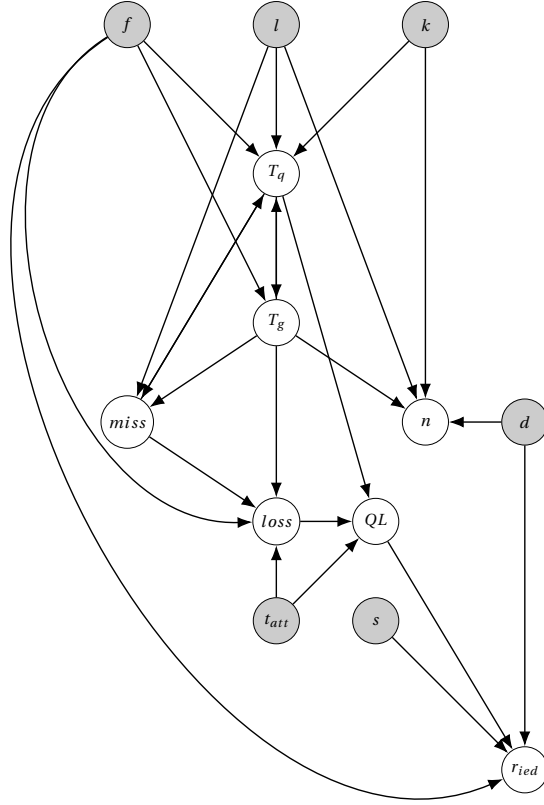 f l k
T_q
T_g
miss n d
loss QL
t_att s
r_ied